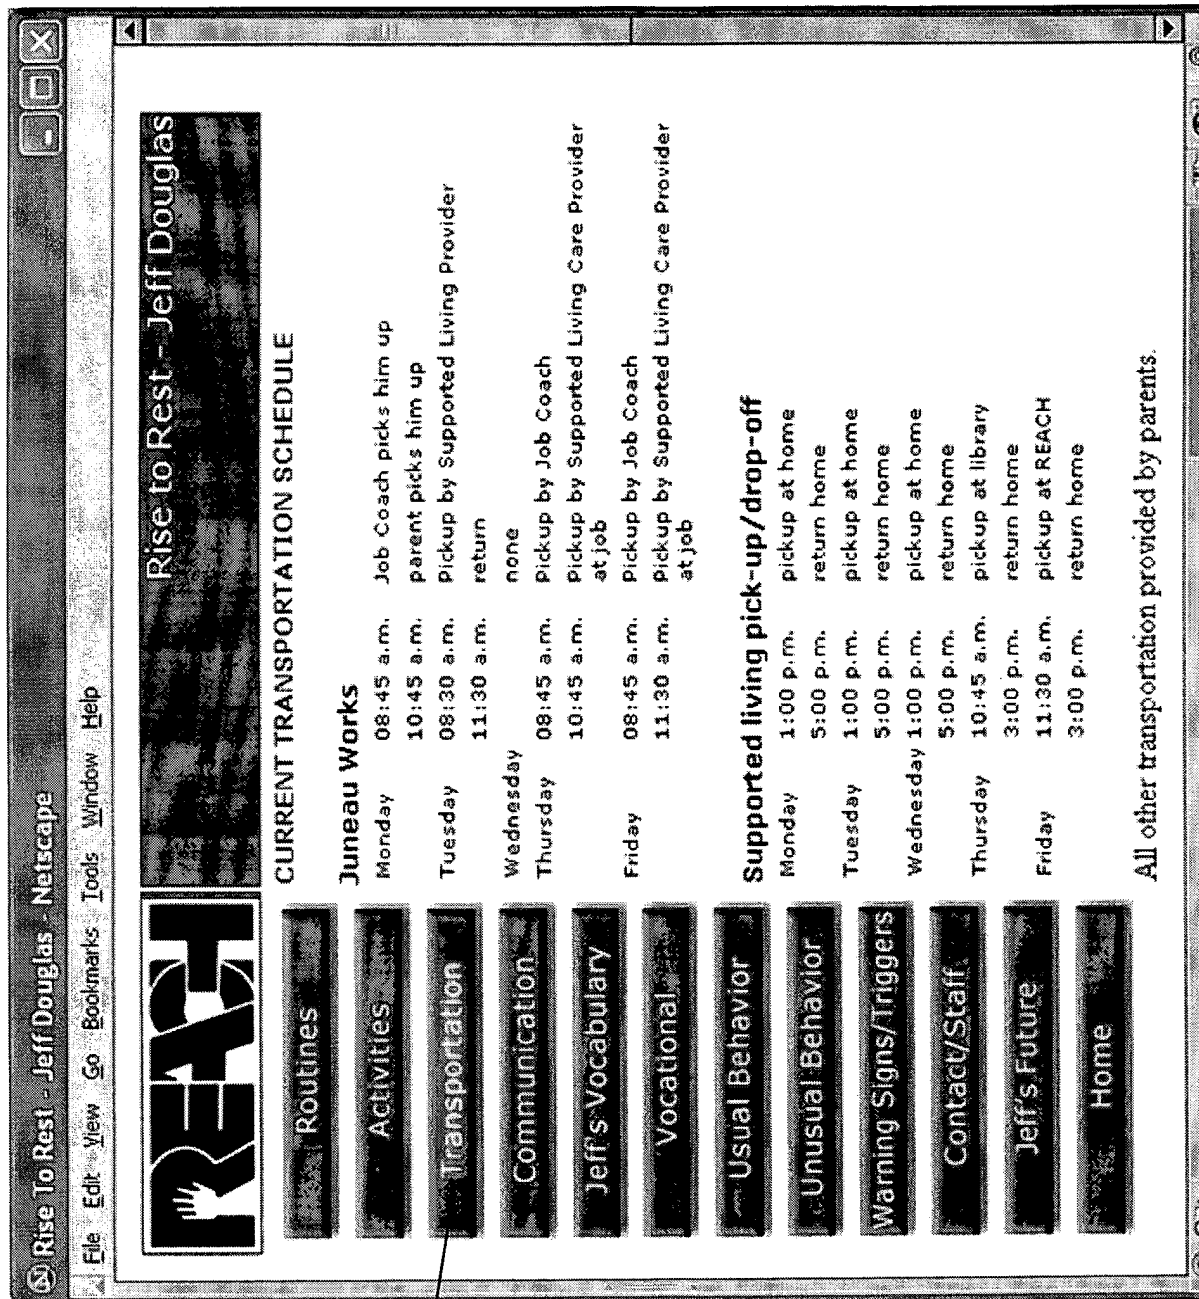 Rise To Rest - Jeff Douglas - Netscape
File Edit View Go Bookmarks Tools Window Help
REACH
Rise to Rest - Jeff Douglas
Routines
Activities
Transportation
Communication
Jeff's Vocabulary
Vocational
Usual Behavior
Unusual Behavior
Warning Signs/Triggers
Contact/Staff
Jeff's Future
Home
CURRENT TRANSPORTATION SCHEDULE
Juneau Works
Monday 08:45 a.m. Job Coach picks him up
10:45 a.m. parent picks him up
Tuesday 08:30 a.m. Pickup by Supported Living Provider
11:30 a.m. return
Wednesday none
Thursday 08:45 a.m. Pickup by Job Coach
10:45 a.m. Pickup by Supported Living Care Provider
at job
Friday 08:45 a.m. Pickup by Job Coach
11:30 a.m. Pickup by Supported Living Care Provider
at job
Supported living pick-up/drop-off
Monday 1:00 p.m. pickup at home
5:00 p.m. return home
Tuesday 1:00 p.m. pickup at home
5:00 p.m. return home
Wednesday 1:00 p.m. pickup at home
5:00 p.m. return home
Thursday 10:45 a.m. pickup at library
3:00 p.m. return home
Friday 11:30 a.m. pickup at REACH
3:00 p.m. return home
All other transportation provided by parents.